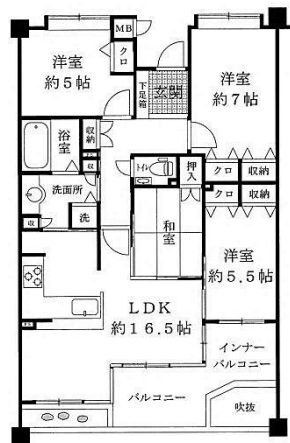 MB
洋室
約5帖
クロ
下足箱
玄関
洋室
約7帖
浴室
収納
収
トイレ
押入
クロ
収納
クロ
収納
洗面所
収
洗
和室
洋室
約5.5帖
LDK
約16.5帖
インナー
バルコニー
バルコニー
吹抜